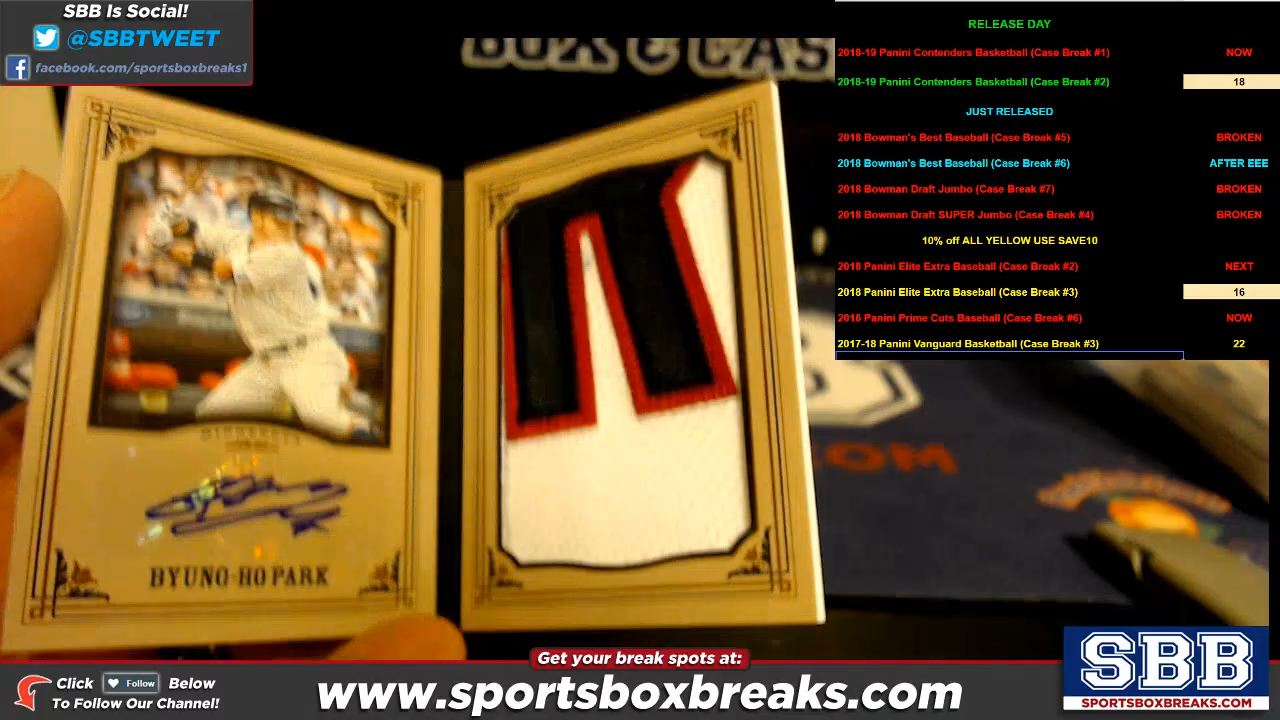 SBB Is Social!
@SBBTWEET
facebook.com/sportsboxbreaks1
BOX & CAS
RELEASE DAY
2018-19 Panini Contenders Basketball (Case Break #1) NOW
2018-19 Panini Contenders Basketball (Case Break #2) 18
JUST RELEASED
2018 Bowman's Best Baseball (Case Break #5) BROKEN
2018 Bowman's Best Baseball (Case Break #6) AFTER EEE
2018 Bowman Draft Jumbo (Case Break #7) BROKEN
2018 Bowman Draft SUPER Jumbo (Case Break #4) BROKEN
10% off ALL YELLOW USE SAVE10
2018 Panini Elite Extra Baseball (Case Break #2) NEXT
2018 Panini Elite Extra Baseball (Case Break #3) 16
2016 Panini Prime Cuts Baseball (Case Break #6) NOW
2017-18 Panini Vanguard Basketball (Case Break #3) 22
.COM
BYUNG HO PARK
Get your break spots at:
Click Follow Below
To Follow Our Channel!
www.sportsboxbreaks.com
SBB
SPORTSBOXBREAKS.COM